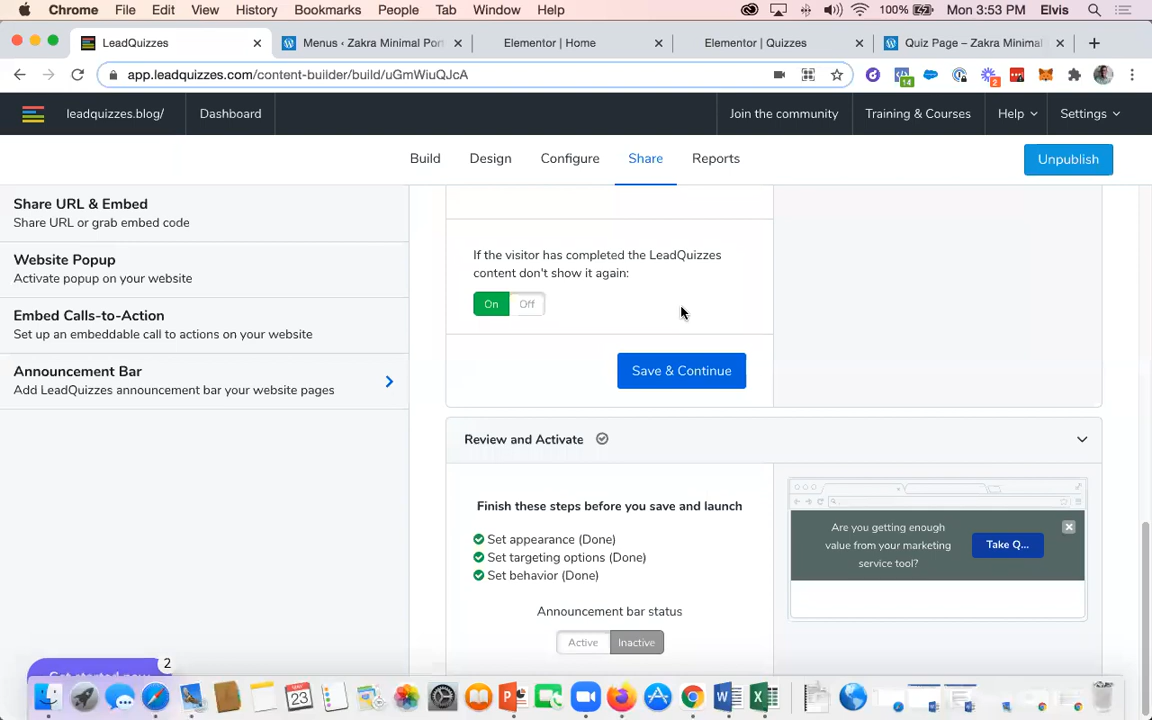 Chrome File Edit View History Bookmarks People Tab Window Help 100% Mon 3:53 PM Elvis
LeadQuizzes Menus ‹ Zakra Minimal Por Elementor | Home Elementor | Quizzes Quiz Page – Zakra Minimal
app.leadquizzes.com/content-builder/build/uGmWiuQJcA
14 2
leadquizzes.blog/ Dashboard Join the community Training & Courses Help Settings
Build Design Configure Share Reports Unpublish
Share URL & Embed
Share URL or grab embed code
Website Popup
Activate popup on your website
Embed Calls-to-Action
Set up an embeddable call to actions on your website
Announcement Bar
Add LeadQuizzes announcement bar your website pages
If the visitor has completed the LeadQuizzes
content don't show it again:
On Off
Save & Continue
Review and Activate
Finish these steps before you save and launch
Set appearance (Done)
Set targeting options (Done)
Set behavior (Done)
Announcement bar status
Active Inactive
Are you getting enough
value from your marketing
service tool?
Take Q...
2
Get started now
23